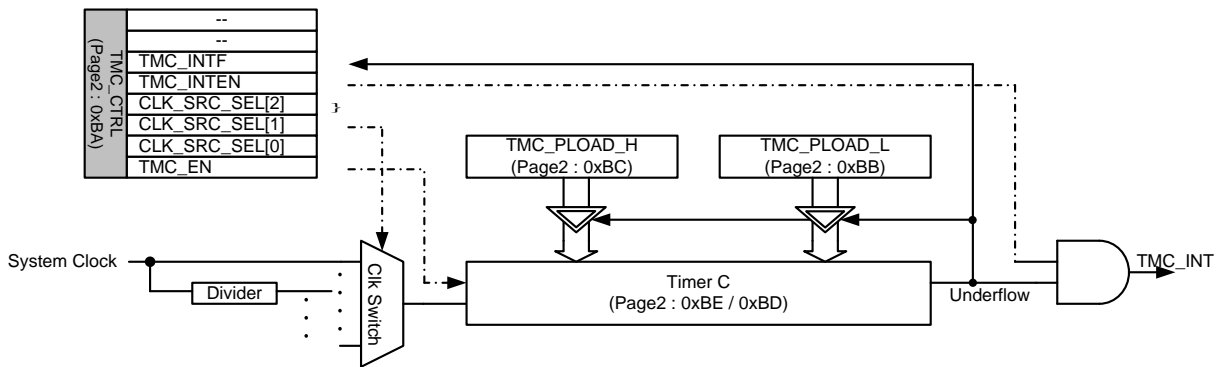 TMC_CTRL
(Page2 : 0xBA)
--
--
TMC_INTF
TMC_INTEN
CLK_SRC_SEL[2]
CLK_SRC_SEL[1]
CLK_SRC_SEL[0]
TMC_EN
}
TMC_PLOAD_H
(Page2 : 0xBC)
TMC_PLOAD_L
(Page2 : 0xBB)
System Clock
Divider
Clk Switch
Timer C
(Page2 : 0xBE / 0xBD)
Underflow
TMC_INT